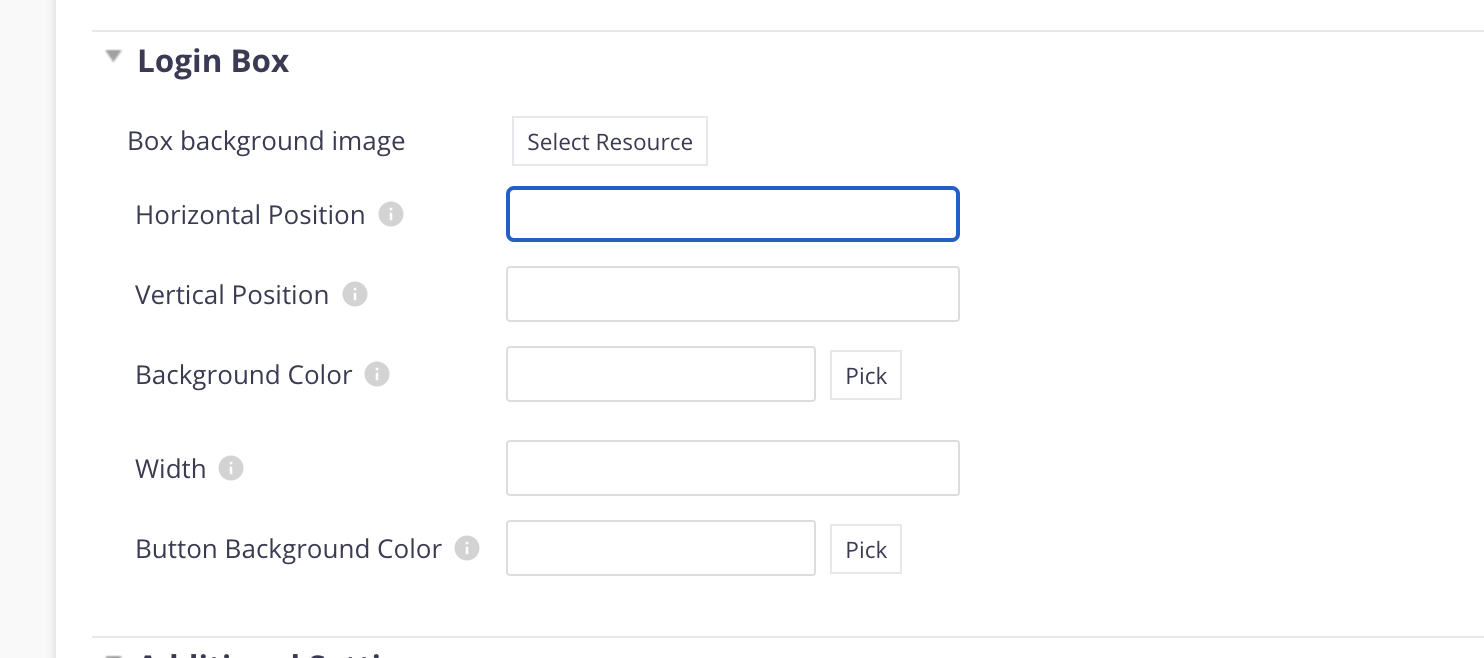 Login Box
Box background image Select Resource
Horizontal Position
Vertical Position
Background Color Pick
Width
Button Background Color Pick